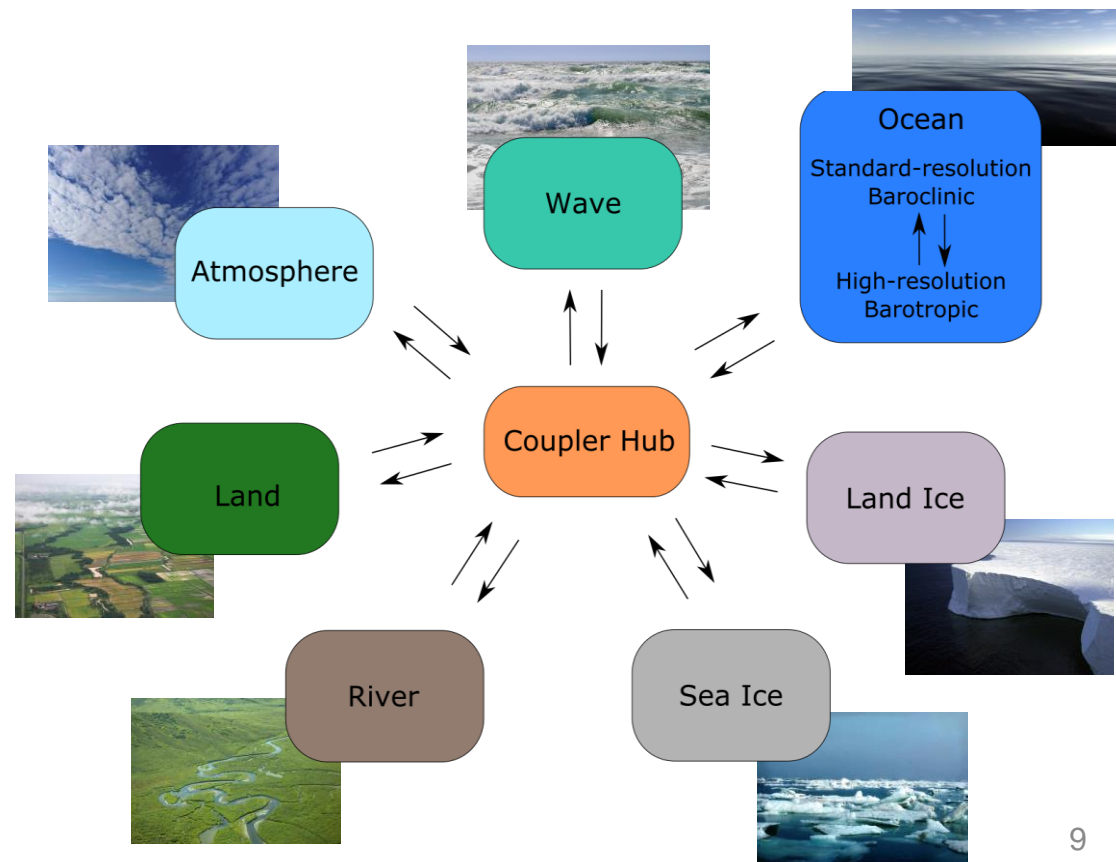 Ocean
Standard-resolution
Baroclinic
High-resolution
Barotropic
Wave
Atmosphere
Coupler Hub
Land
Land Ice
River
Sea Ice
9